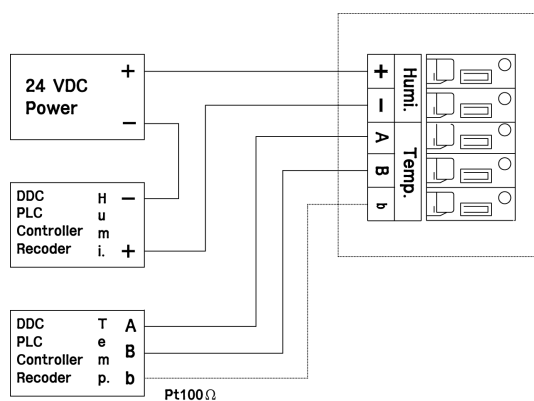 24 VDC
Power
+
−
DDC
PLC
Controller
Recoder
H
u
m
i.
−
+
DDC
PLC
Controller
Recoder
T
e
m
p.
A
B
b
Pt100Ω
+
−
A
B
b
Humi.
Temp.